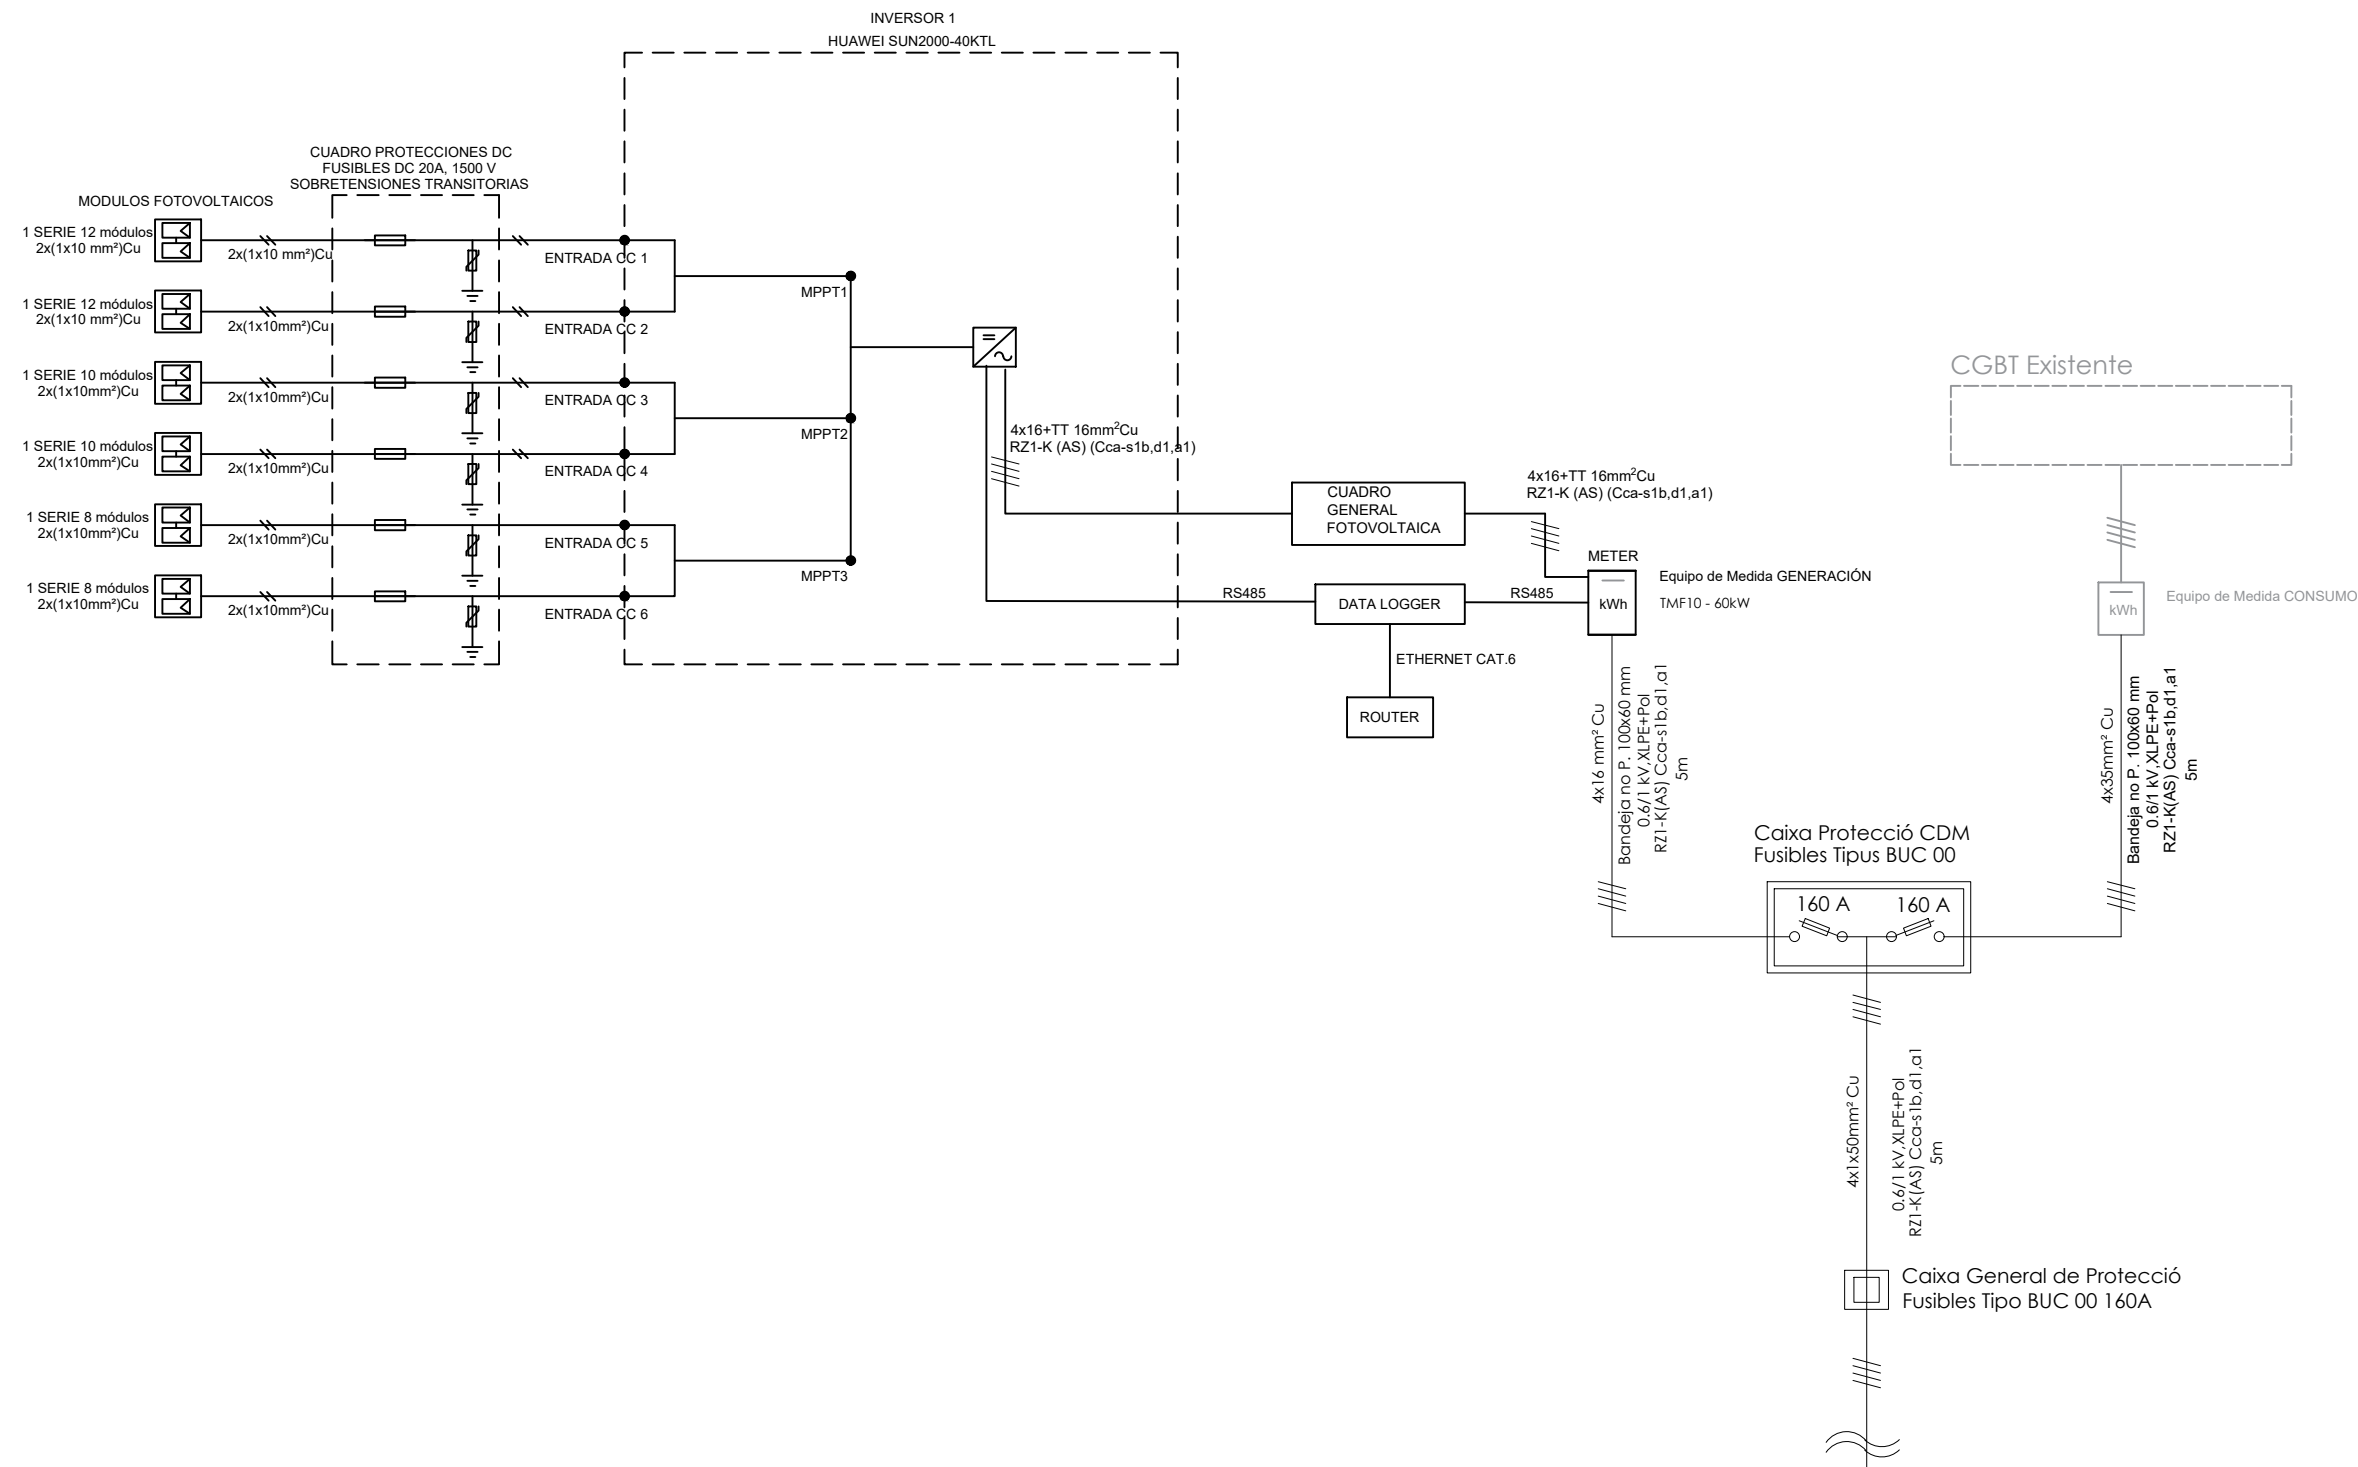 INVERSOR 1
HUAWEI SUN2000-40KTL
CUADRO PROTECCIONES DC
FUSIBLES DC 20A, 1500 V
SOBRETENSIONES TRANSITORIAS
MODULOS FOTOVOLTAICOS
1 SERIE 12 módulos
2x(1x10 mm²)Cu
2x(1x10 mm²)Cu
ENTRADA CC 1
MPPT1
1 SERIE 12 módulos
2x(1x10 mm²)Cu
2x(1x10mm²)Cu
ENTRADA CC 2
1 SERIE 10 módulos
2x(1x10mm²)Cu
2x(1x10mm²)Cu
ENTRADA CC 3
MPPT2
1 SERIE 10 módulos
2x(1x10mm²)Cu
2x(1x10mm²)Cu
ENTRADA CC 4
1 SERIE 8 módulos
2x(1x10mm²)Cu
2x(1x10mm²)Cu
ENTRADA CC 5
MPPT3
1 SERIE 8 módulos
2x(1x10mm²)Cu
2x(1x10mm²)Cu
ENTRADA CC 6
4x16+TT 16mm²Cu
RZ1-K (AS) (Cca-s1b,d1,a1)
CUADRO
GENERAL
FOTOVOLTAICA
4x16+TT 16mm²Cu
RZ1-K (AS) (Cca-s1b,d1,a1)
RS485
DATA LOGGER
RS485
ETHERNET CAT.6
ROUTER
METER
kWh
Equipo de Medida GENERACIÓN
TMF10 - 60kW
CGBT Existente
kWh
Equipo de Medida CONSUMO
4x16 mm² Cu
Bandeja no P. 100x60 mm
0.6/1 kV,XLPE+Pol
RZ1-K(AS) Cca-s1b,d1,a1
5m
4x35mm² Cu
Bandeja no P. 100x60 mm
0.6/1 kV,XLPE+Pol
RZ1-K(AS) Cca-s1b,d1,a1
5m
Caixa Protecció CDM
Fusibles Tipus BUC 00
160 A
160 A
4x1x50mm² Cu
0.6/1 kV,XLPE+Pol
RZ1-K(AS) Cca-s1b,d1,a1
5m
Caixa General de Protecció
Fusibles Tipo BUC 00 160A